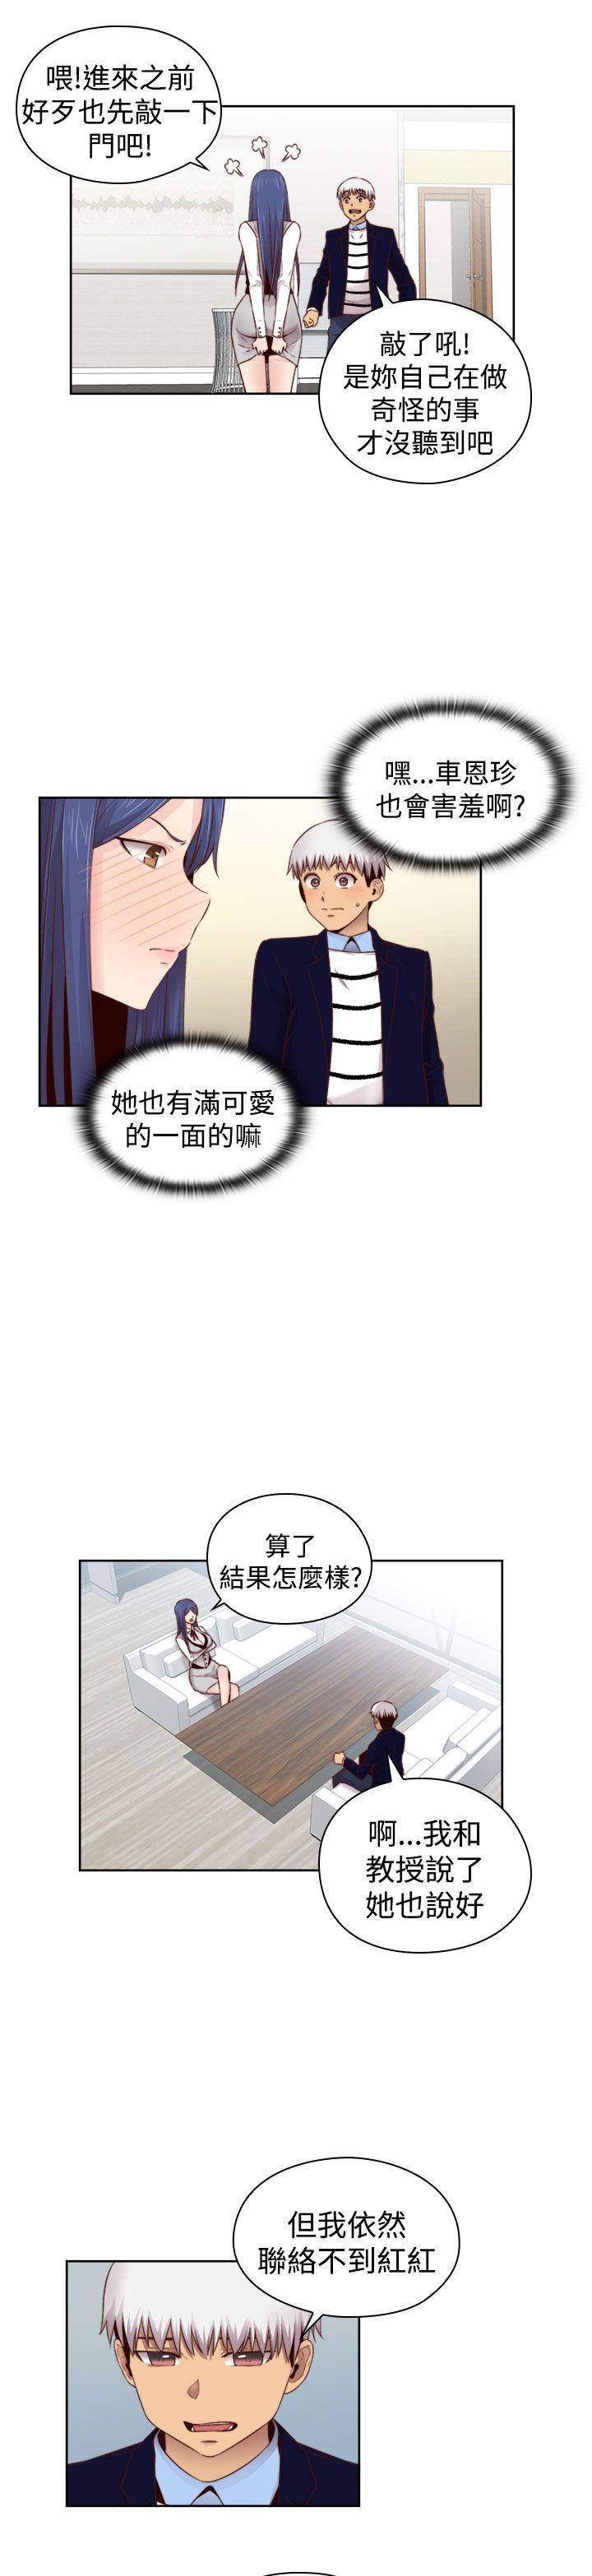 喂!進來之前
好歹也先敲一下
門吧!
敲了吼!
是妳自己在做
奇怪的事
才沒聽到吧
嘿...車恩珍
也會害羞啊?
她也有滿可愛
的一面的嘛
算了
結果怎麼樣?
啊...我和
教授說了
她也說好
但我依然
聯絡不到紅紅